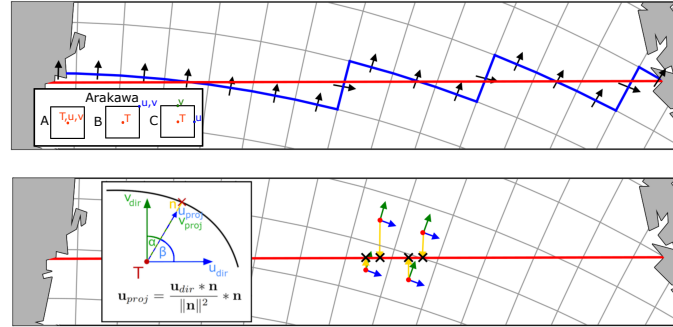 Arakawa
A T,u,v B T u,v C T v u
v_dir n
u_proj
v_proj
α β
T u_dir
u_proj = u_dir * n / ‖n‖² * n